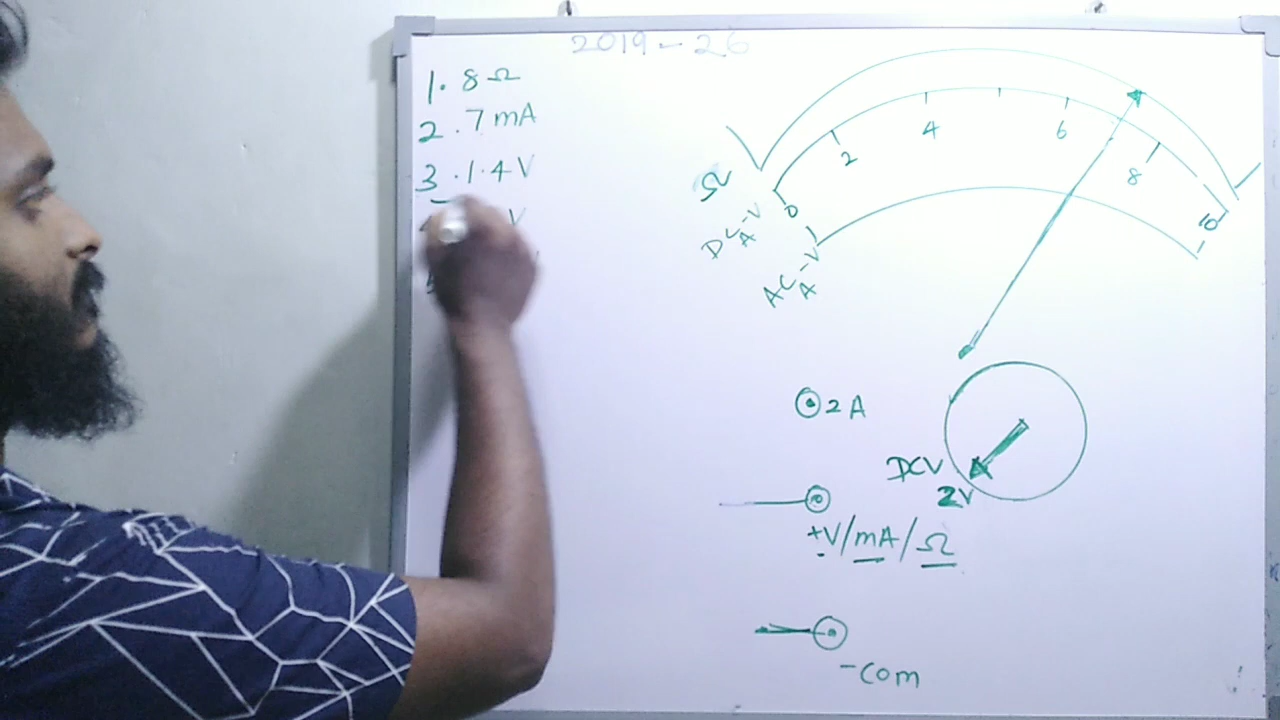 2019-26
1. 8 Ω
2. 7 mA
3. 1.4 V
V
Ω
DC-V
A
AC-V
A
0
2
4
6
8
10
2 A
DCV
2V
+V/mA/Ω
-com